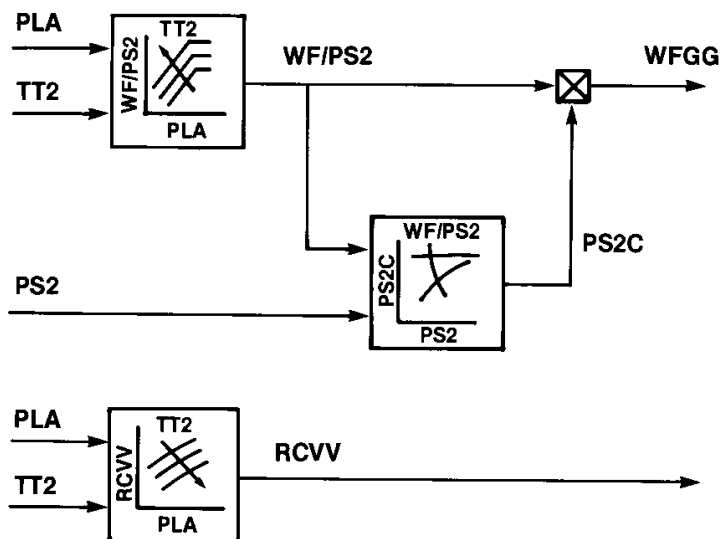 PLA
TT2
WF/PS2
TT2
PLA
WF/PS2
WFGG
PS2
WF/PS2
PS2C
PS2
PS2C
PLA
TT2
TT2
RCVV
PLA
RCVV